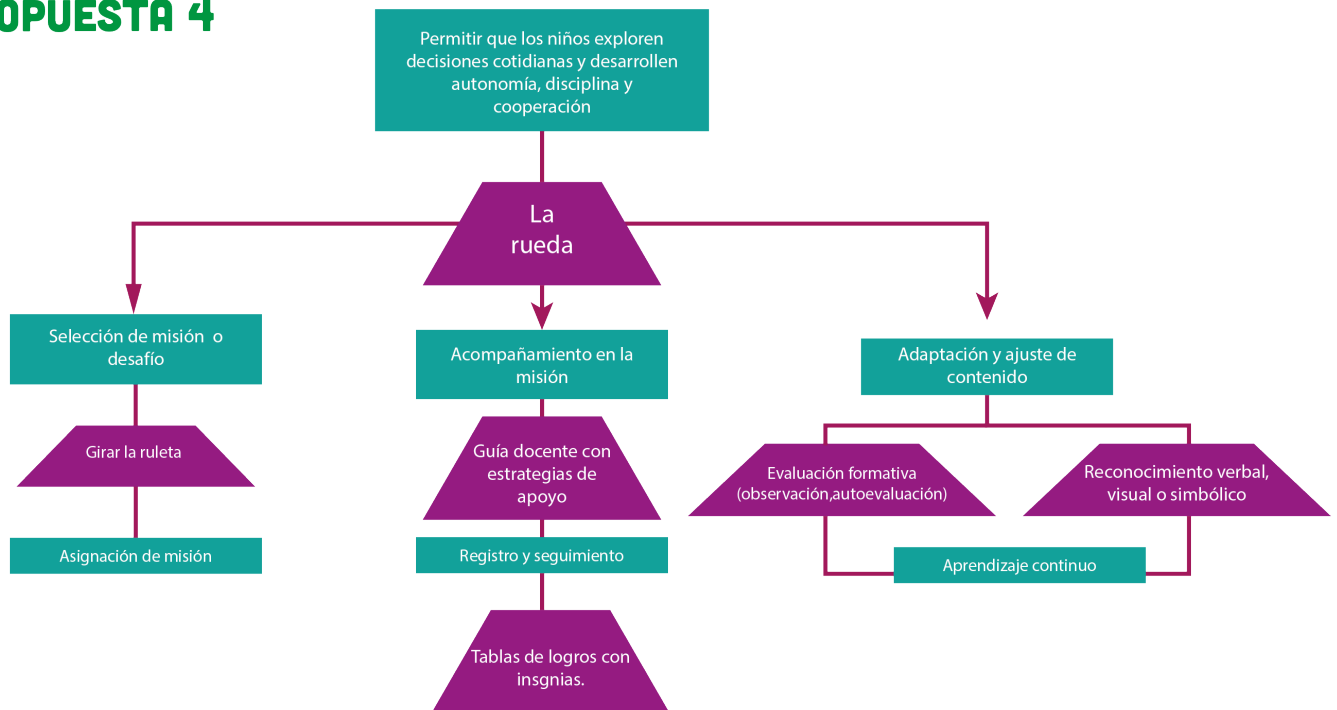 OPUESTA 4
Permitir que los niños exploren
decisiones cotidianas y desarrollen
autonomía, disciplina y
cooperación
La
rueda
Selección de misión o
desafío
Girar la ruleta
Asignación de misión
Acompañamiento en la
misión
Guía docente con
estrategias de
apoyo
Registro y seguimiento
Tablas de logros con
insgnias.
Adaptación y ajuste de
contenido
Evaluación formativa
(observación,autoevaluación)
Reconocimiento verbal,
visual o simbólico
Aprendizaje continuo